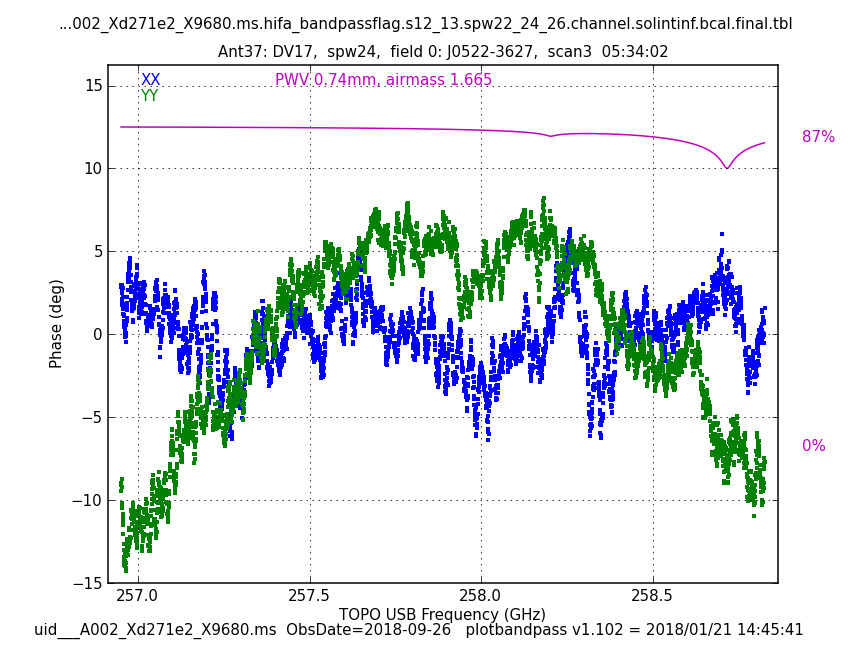 ...002_Xd271e2_X9680.ms.hifa_bandpassflag.s12_13.spw22_24_26.channel.solintinf.bcal.final.tbl
Ant37: DV17,  spw24,  field 0: J0522-3627,  scan3  05:34:02
XX
YY
PWV 0.74mm, airmass 1.665
87%
0%
Phase (deg)
15
10
5
0
−5
−10
−15
257.0 257.5 258.0 258.5
TOPO USB Frequency (GHz)
uid___A002_Xd271e2_X9680.ms  ObsDate=2018-09-26   plotbandpass v1.102 = 2018/01/21 14:45:41